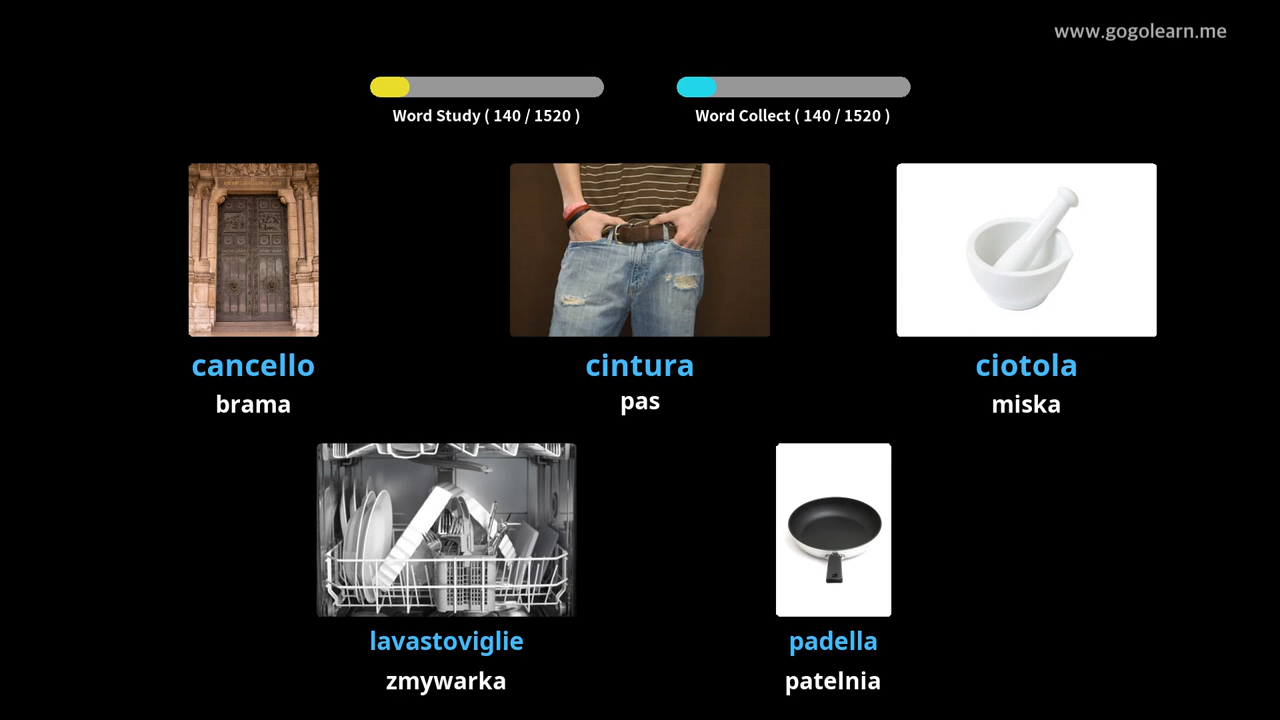 www.gogolearn.me
Word Study ( 140 / 1520 )
Word Collect ( 140 / 1520 )
cancello
brama
cintura
pas
ciotola
miska
lavastoviglie
zmywarka
padella
patelnia